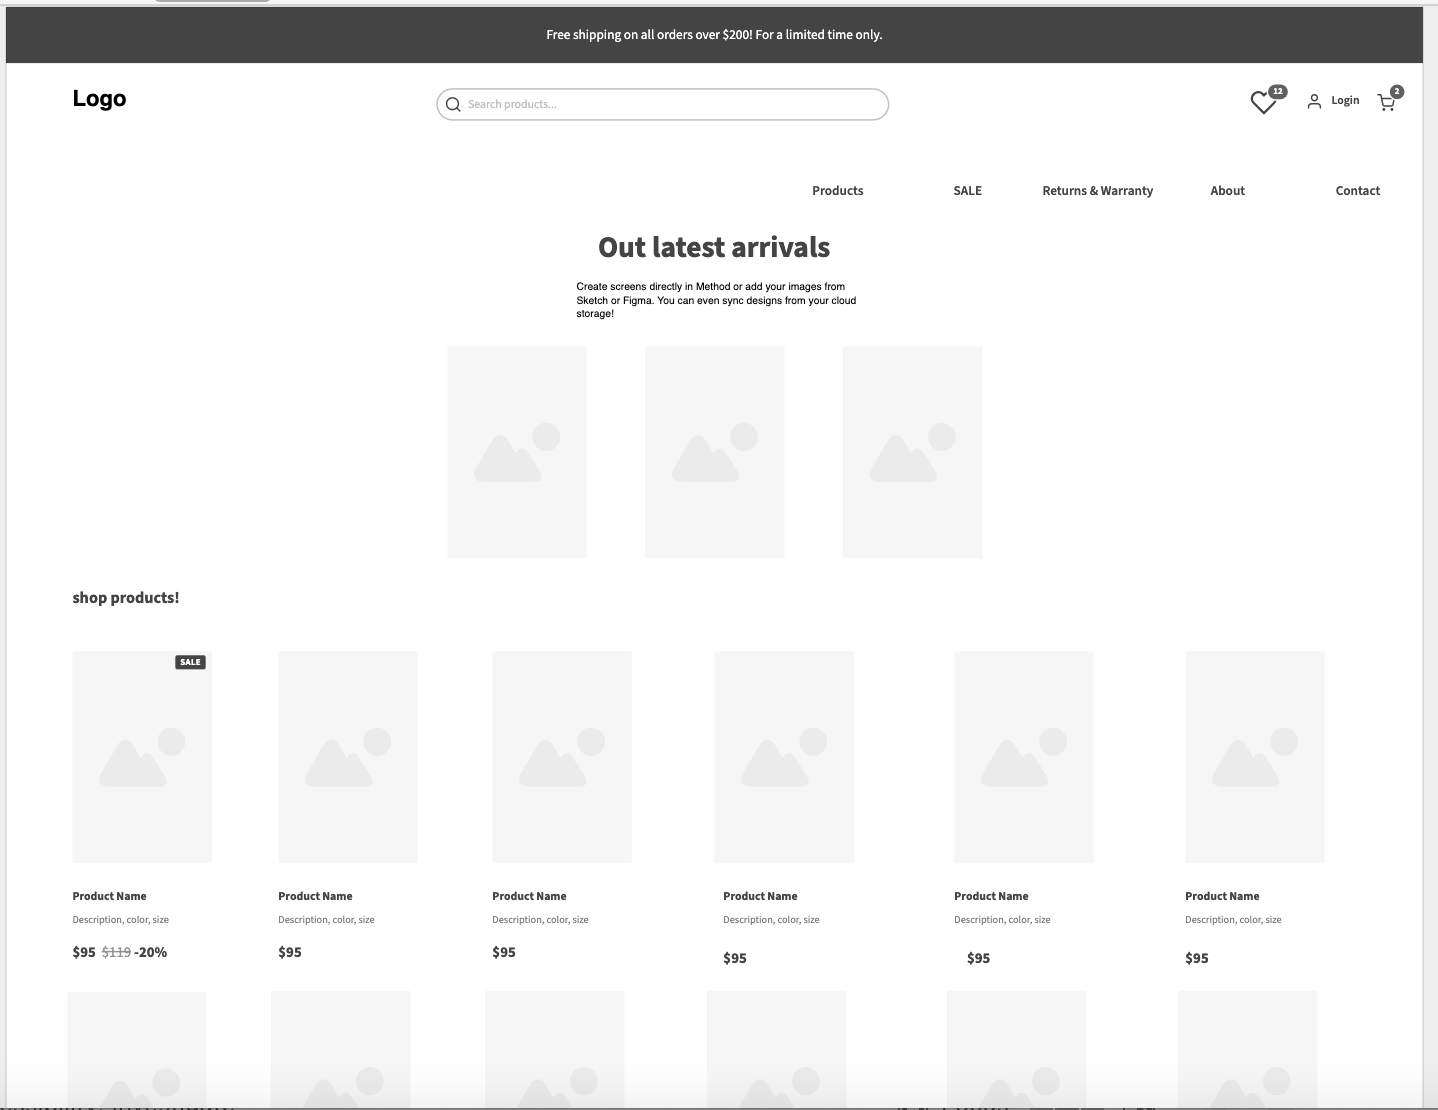 Free shipping on all orders over $200! For a limited time only.
Logo
Search products...
12
Login
2
Products SALE Returns & Warranty About Contact
Out latest arrivals
Create screens directly in Method or add your images from
Sketch or Figma. You can even sync designs from your cloud
storage!
shop products!
SALE
Product Name Product Name Product Name Product Name Product Name Product Name
Description, color, size Description, color, size Description, color, size Description, color, size Description, color, size Description, color, size
$95 $119 -20% $95 $95 $95 $95 $95